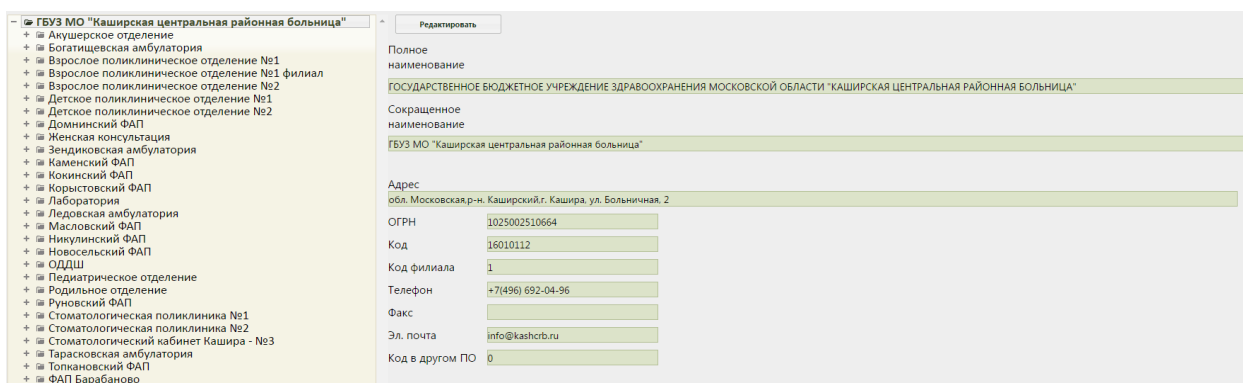 ГБУЗ МО "Каширская центральная районная больница"
Акушерское отделение
Богатищевская амбулатория
Взрослое поликлиническое отделение №1
Взрослое поликлиническое отделение №1 филиал
Взрослое поликлиническое отделение №2
Детское поликлиническое отделение №1
Детское поликлиническое отделение №2
Домнинский ФАП
Женская консультация
Зендиковская амбулатория
Каменский ФАП
Кокинский ФАП
Корыстовский ФАП
Лаборатория
Ледовская амбулатория
Масловский ФАП
Никулинский ФАП
Новосельский ФАП
ОДДШ
Педиатрическое отделение
Родильное отделение
Руновский ФАП
Стоматологическая поликлиника №1
Стоматологическая поликлиника №2
Стоматологический кабинет Кашира - №3
Тарасковская амбулатория
Топкановский ФАП
ФАП Барабаново
Редактировать
Полное
наименование
ГОСУДАРСТВЕННОЕ БЮДЖЕТНОЕ УЧРЕЖДЕНИЕ ЗДРАВООХРАНЕНИЯ МОСКОВСКОЙ ОБЛАСТИ "КАШИРСКАЯ ЦЕНТРАЛЬНАЯ РАЙОННАЯ БОЛЬНИЦА"
Сокращенное
наименование
ГБУЗ МО "Каширская центральная районная больница"
Адрес
обл. Московская,р-н. Каширский,г. Кашира, ул. Больничная, 2
ОГРН 1025002510664
Код 16010112
Код филиала 1
Телефон +7(496) 692-04-96
Факс
Эл. почта info@kashcrb.ru
Код в другом ПО 0